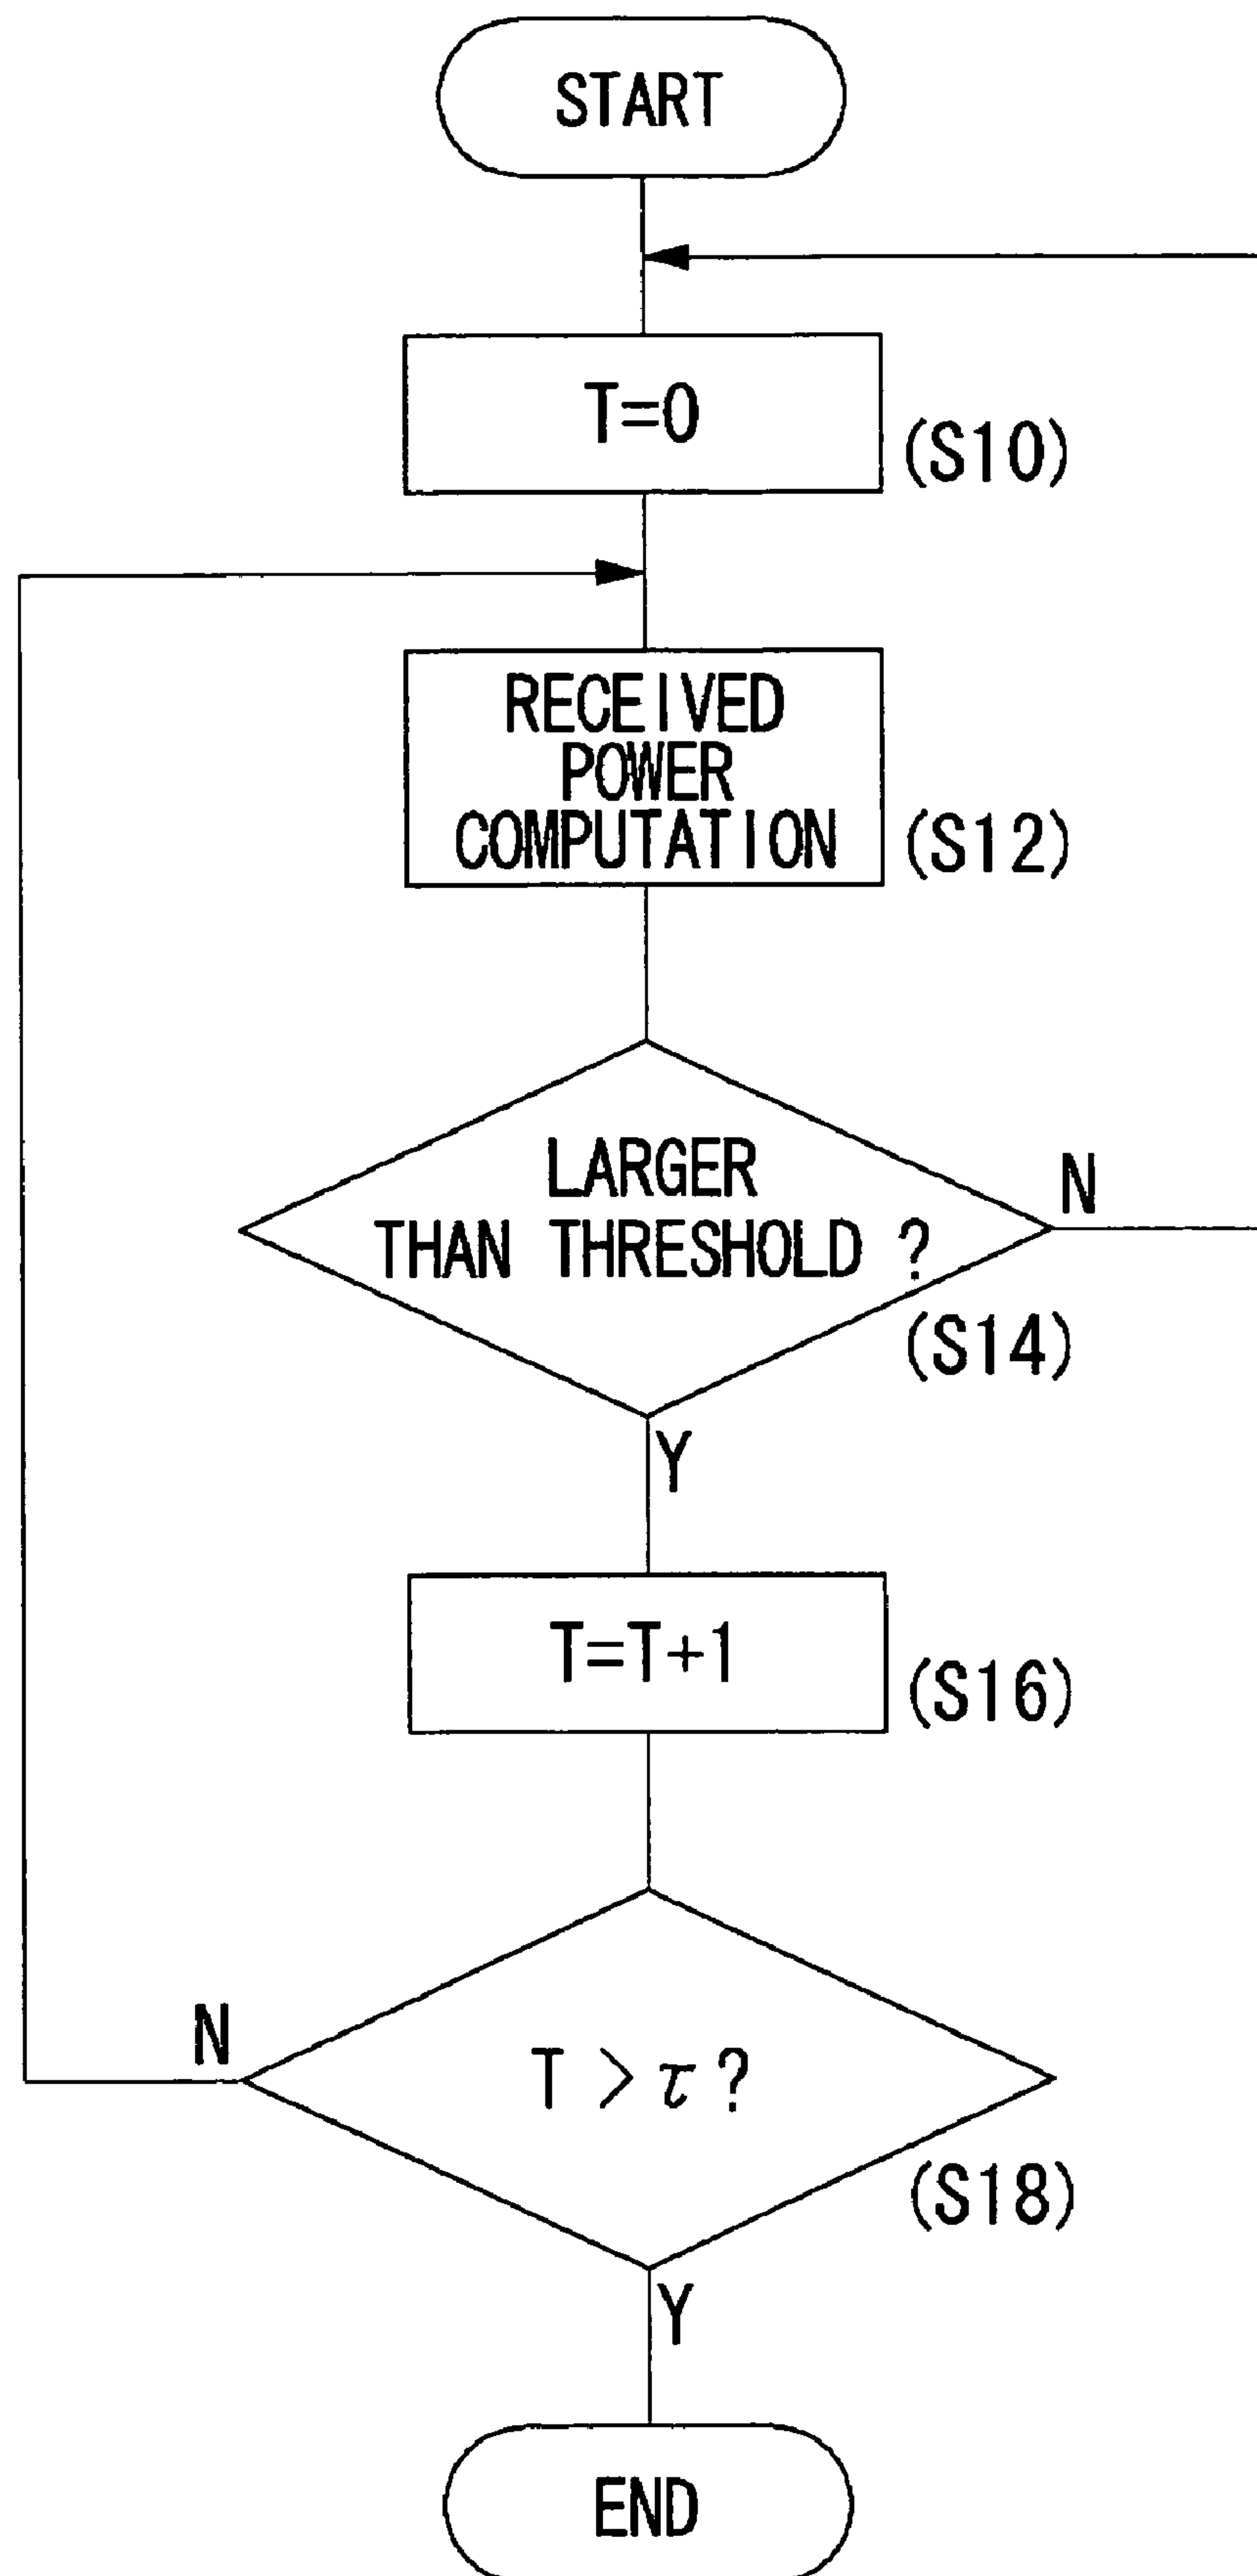 START
T=0
(S10)
RECEIVED
POWER
COMPUTATION
(S12)
LARGER
THAN THRESHOLD ?
N
(S14)
Y
T=T+1
(S16)
N
T > τ ?
(S18)
Y
END